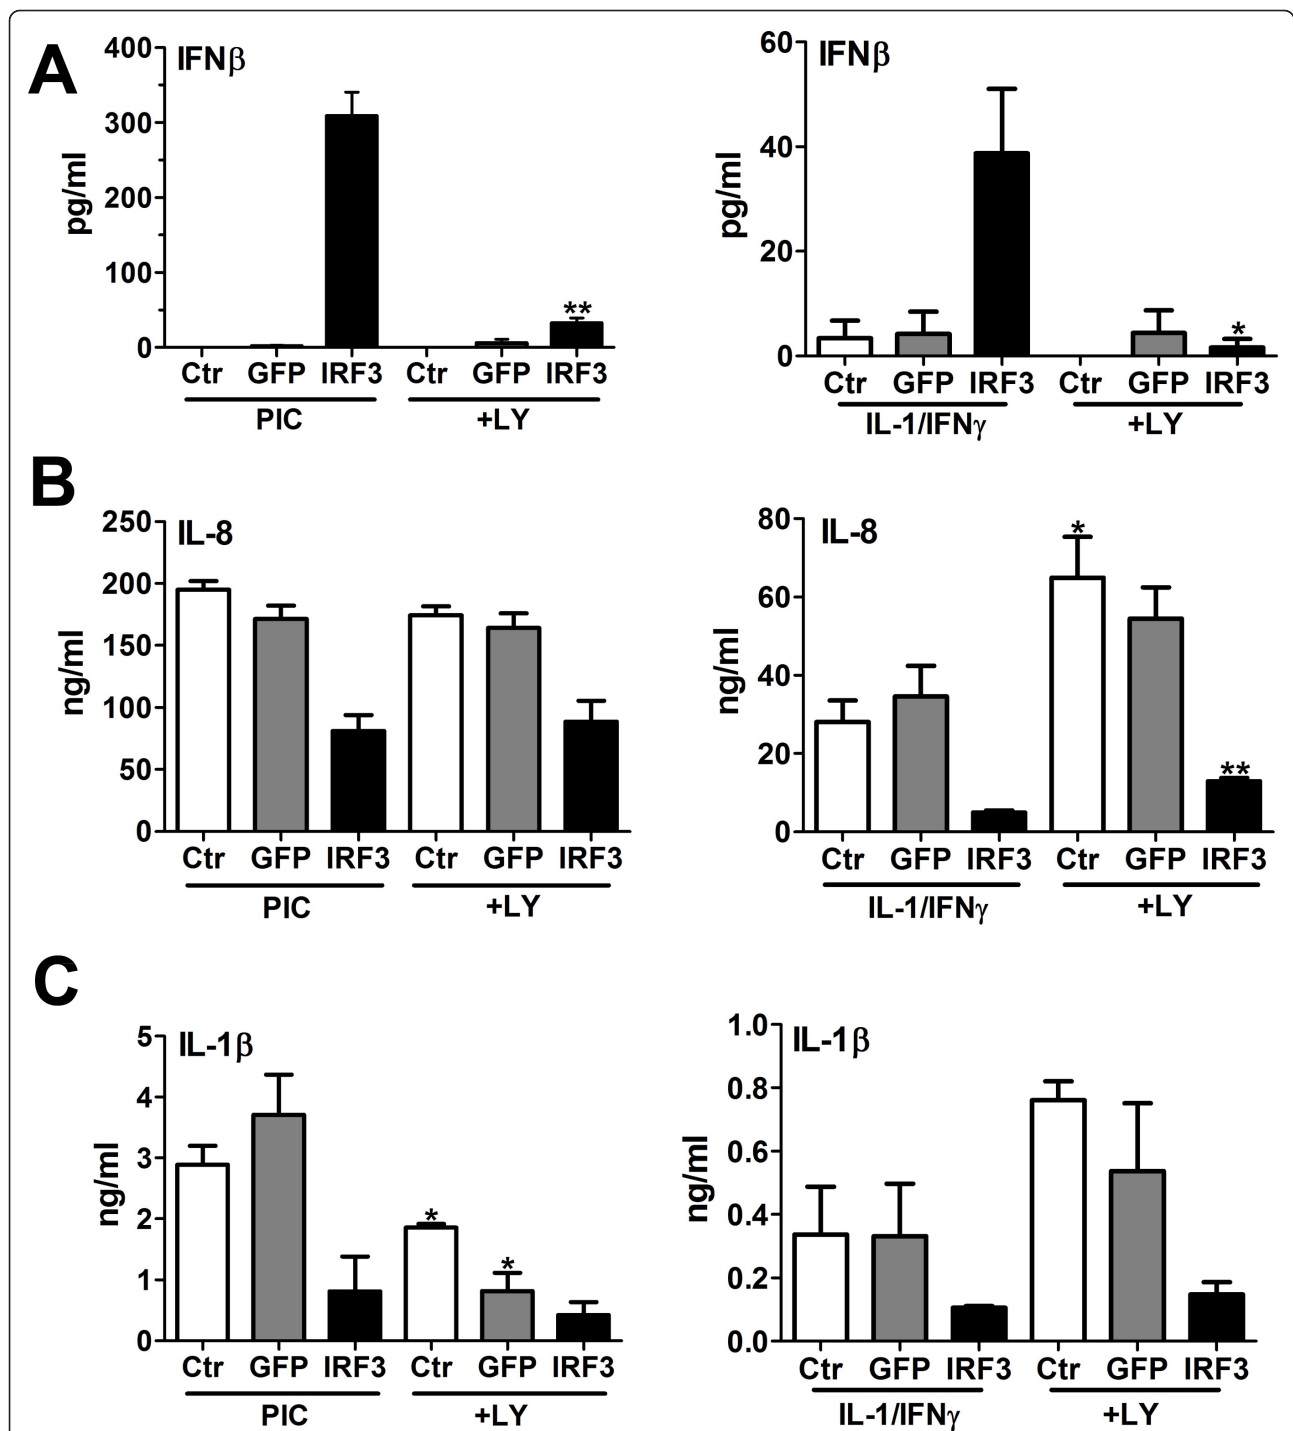 A
IFNβ
pg/ml
400
300
200
100
0
**
Ctr GFP IRF3 Ctr GFP IRF3
PIC +LY
IFNβ
pg/ml
60
40
20
0
*
Ctr GFP IRF3 Ctr GFP IRF3
IL-1/IFNγ +LY
B
IL-8
ng/ml
250
200
150
100
50
0
Ctr GFP IRF3 Ctr GFP IRF3
PIC +LY
IL-8
ng/ml
80
60
40
20
0
*
**
Ctr GFP IRF3 Ctr GFP IRF3
IL-1/IFNγ +LY
C
IL-1β
ng/ml
5
4
3
2
1
0
*
*
Ctr GFP IRF3 Ctr GFP IRF3
PIC +LY
IL-1β
ng/ml
1.0
0.8
0.6
0.4
0.2
0.0
Ctr GFP IRF3 Ctr GFP IRF3
IL-1/IFNγ +LY